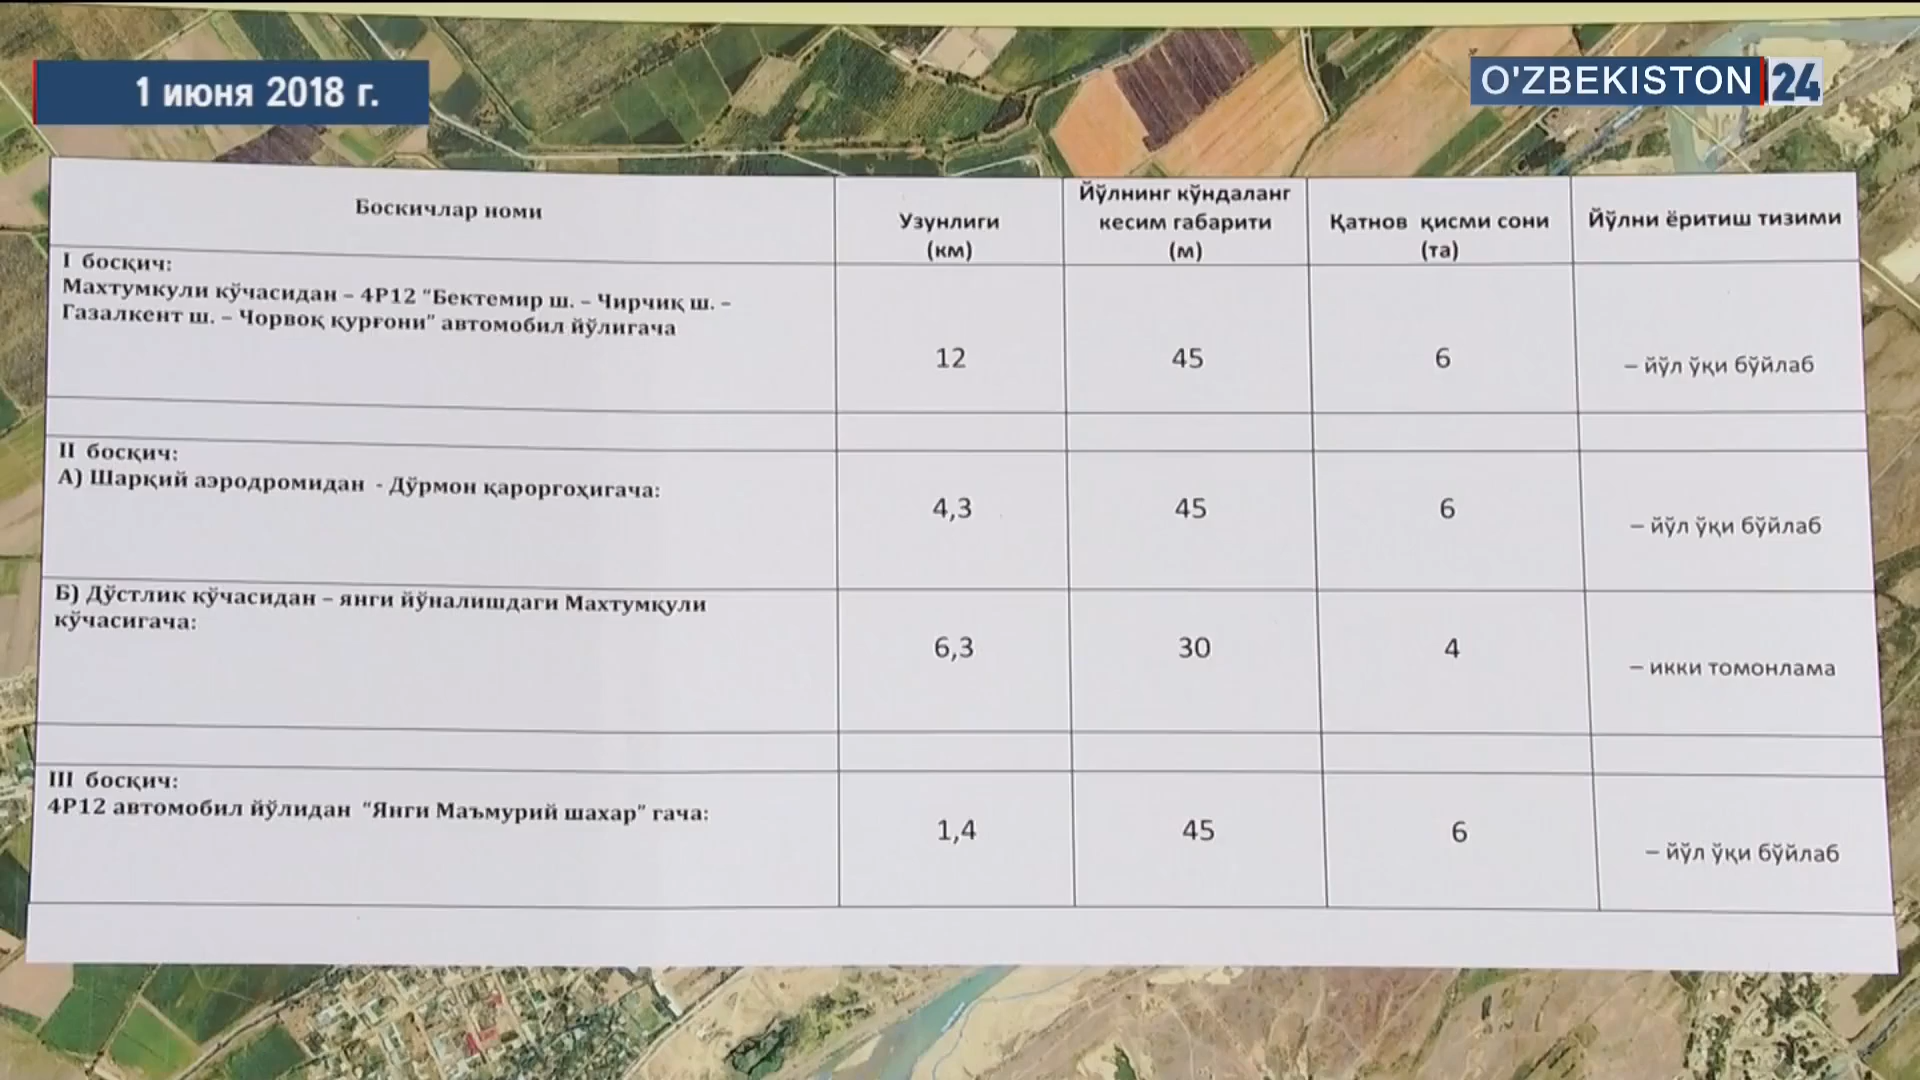 1 июня 2018 г.
O'ZBEKISTON 24
Боскичлар номи
Узунлиги
(км)
Йўлнинг кўндаланг
кесим габарити
(м)
Қатнов қисми сони
(та)
Йўлни ёритиш тизими
I босқич:
Махтумкули кўчасидан – 4Р12 “Бектемир ш. – Чирчиқ ш. –
Газалкент ш. – Чорвоқ қурғони” автомобил йўлигача
12
45
6
– йўл ўқи бўйлаб
II босқич:
А) Шарқий аэродромидан - Дўрмон қароргоҳигача:
4,3
45
6
– йўл ўқи бўйлаб
Б) Дўстлик кўчасидан – янги йўналишдаги Махтумқули
кўчасигача:
6,3
30
4
– икки томонлама
III босқич:
4Р12 автомобил йўлидан “Янги Маъмурий шахар” гача:
1,4
45
6
– йўл ўқи бўйлаб